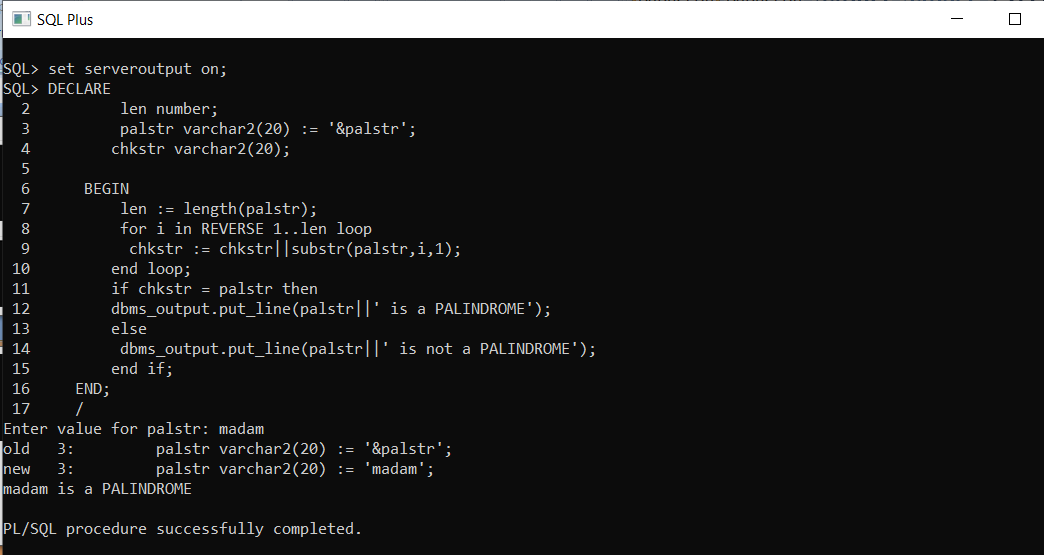 SQL Plus
SQL> set serveroutput on;
SQL> DECLARE
  2          len number;
  3          palstr varchar2(20) := '&palstr';
  4         chkstr varchar2(20);
  5
  6      BEGIN
  7          len := length(palstr);
  8          for i in REVERSE 1..len loop
  9           chkstr := chkstr||substr(palstr,i,1);
 10         end loop;
 11         if chkstr = palstr then
 12         dbms_output.put_line(palstr||' is a PALINDROME');
 13         else
 14          dbms_output.put_line(palstr||' is not a PALINDROME');
 15         end if;
 16     END;
 17     /
Enter value for palstr: madam
old   3:         palstr varchar2(20) := '&palstr';
new   3:         palstr varchar2(20) := 'madam';
madam is a PALINDROME
PL/SQL procedure successfully completed.